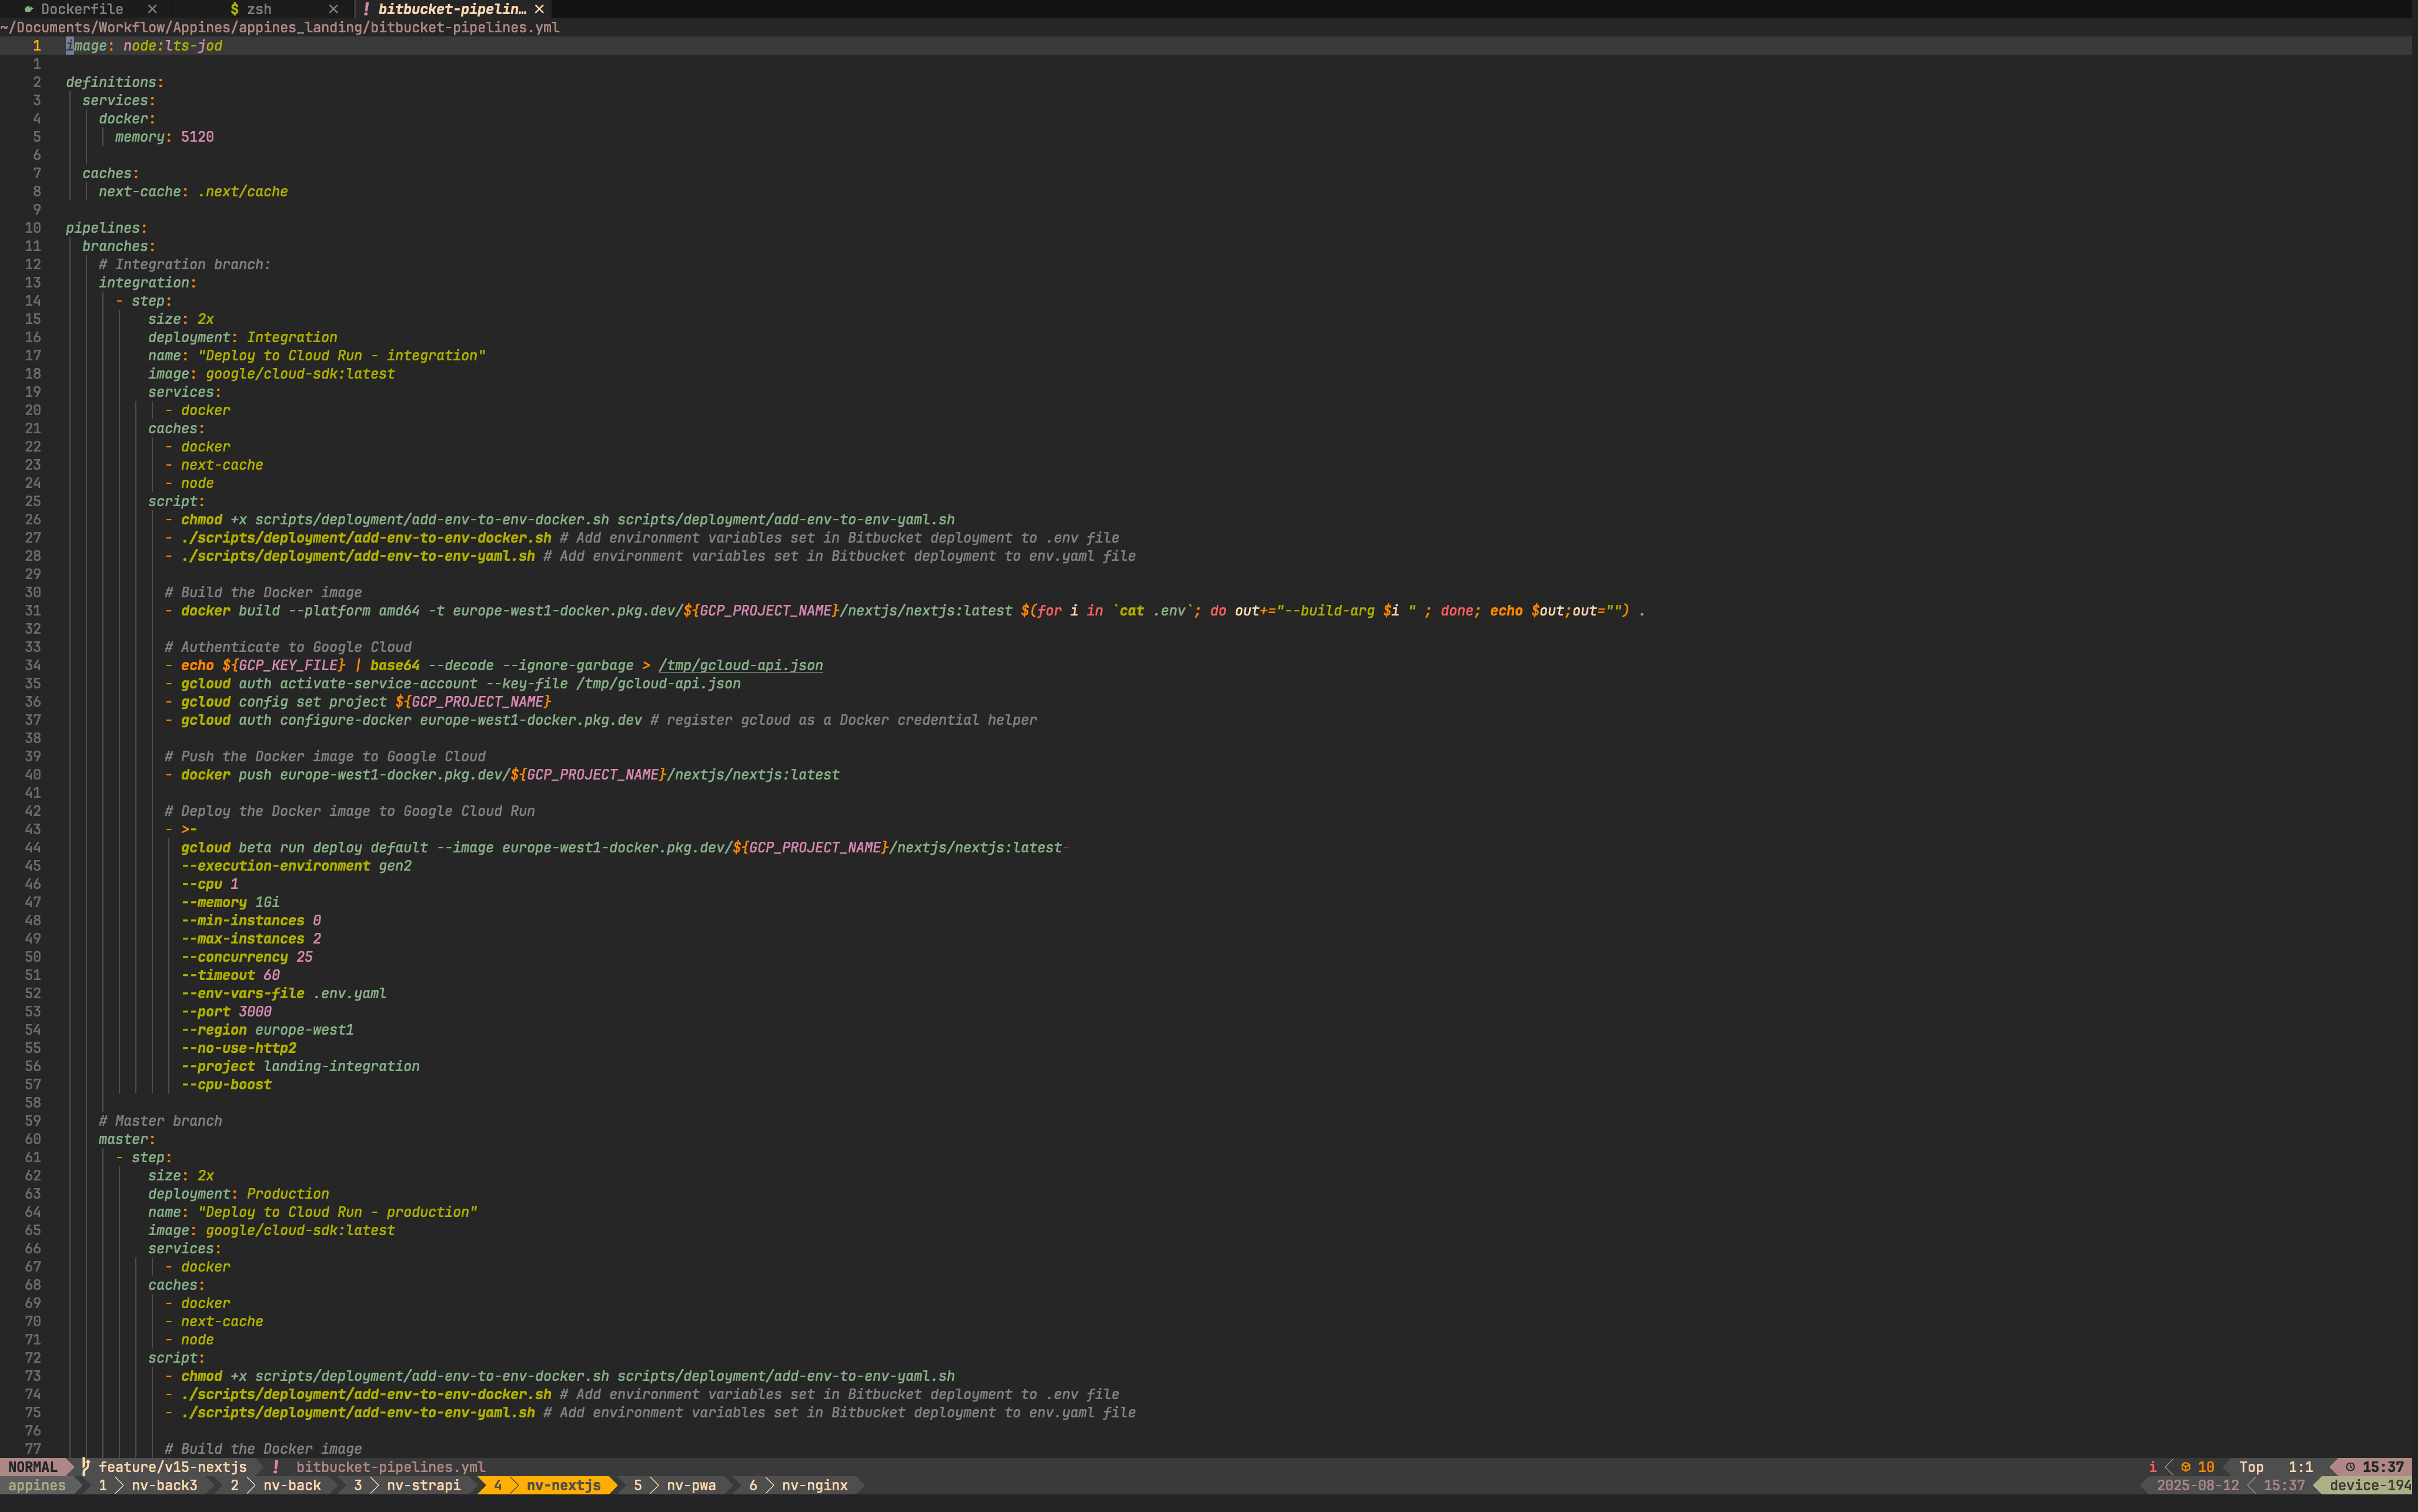 Dockerfile ✕ $ zsh ✕ ! bitbucket-pipelin… ✕
~/Documents/Workflow/Appines/appines_landing/bitbucket-pipelines.yml
1 image: node:lts-jod
1
2 definitions:
3 services:
4 docker:
5 memory: 5120
6
7 caches:
8 next-cache: .next/cache
9
10 pipelines:
11 branches:
12 # Integration branch:
13 integration:
14 - step:
15 size: 2x
16 deployment: Integration
17 name: "Deploy to Cloud Run - integration"
18 image: google/cloud-sdk:latest
19 services:
20 - docker
21 caches:
22 - docker
23 - next-cache
24 - node
25 script:
26 - chmod +x scripts/deployment/add-env-to-env-docker.sh scripts/deployment/add-env-to-env-yaml.sh
27 - ./scripts/deployment/add-env-to-env-docker.sh # Add environment variables set in Bitbucket deployment to .env file
28 - ./scripts/deployment/add-env-to-env-yaml.sh # Add environment variables set in Bitbucket deployment to env.yaml file
29
30 # Build the Docker image
31 - docker build --platform amd64 -t europe-west1-docker.pkg.dev/${GCP_PROJECT_NAME}/nextjs/nextjs:latest $(for i in `cat .env`; do out+="--build-arg $i " ; done; echo $out;out="") .
32
33 # Authenticate to Google Cloud
34 - echo ${GCP_KEY_FILE} | base64 --decode --ignore-garbage > /tmp/gcloud-api.json
35 - gcloud auth activate-service-account --key-file /tmp/gcloud-api.json
36 - gcloud config set project ${GCP_PROJECT_NAME}
37 - gcloud auth configure-docker europe-west1-docker.pkg.dev # register gcloud as a Docker credential helper
38
39 # Push the Docker image to Google Cloud
40 - docker push europe-west1-docker.pkg.dev/${GCP_PROJECT_NAME}/nextjs/nextjs:latest
41
42 # Deploy the Docker image to Google Cloud Run
43 - >-
44 gcloud beta run deploy default --image europe-west1-docker.pkg.dev/${GCP_PROJECT_NAME}/nextjs/nextjs:latest-
45 --execution-environment gen2
46 --cpu 1
47 --memory 1Gi
48 --min-instances 0
49 --max-instances 2
50 --concurrency 25
51 --timeout 60
52 --env-vars-file .env.yaml
53 --port 3000
54 --region europe-west1
55 --no-use-http2
56 --project landing-integration
57 --cpu-boost
58
59 # Master branch
60 master:
61 - step:
62 size: 2x
63 deployment: Production
64 name: "Deploy to Cloud Run - production"
65 image: google/cloud-sdk:latest
66 services:
67 - docker
68 caches:
69 - docker
70 - next-cache
71 - node
72 script:
73 - chmod +x scripts/deployment/add-env-to-env-docker.sh scripts/deployment/add-env-to-env-yaml.sh
74 - ./scripts/deployment/add-env-to-env-docker.sh # Add environment variables set in Bitbucket deployment to .env file
75 - ./scripts/deployment/add-env-to-env-yaml.sh # Add environment variables set in Bitbucket deployment to env.yaml file
76
77 # Build the Docker image
NORMAL feature/v15-nextjs ! bitbucket-pipelines.yml i 10 Top 1:1 15:37
appines 1 nv-back3 2 nv-back 3 nv-strapi 4 nv-nextjs 5 nv-pwa 6 nv-nginx 2025-08-12 15:37 device-194